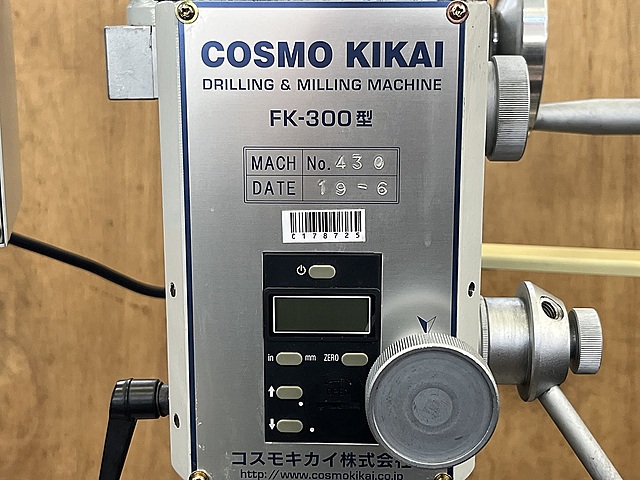 COSMO KIKAI
DRILLING & MILLING MACHINE
FK-300型
MACH No. 430
DATE 19-6
C178725
in mm ZERO
コスモキカイ株式会
http://www.cosmokikai.co.jp